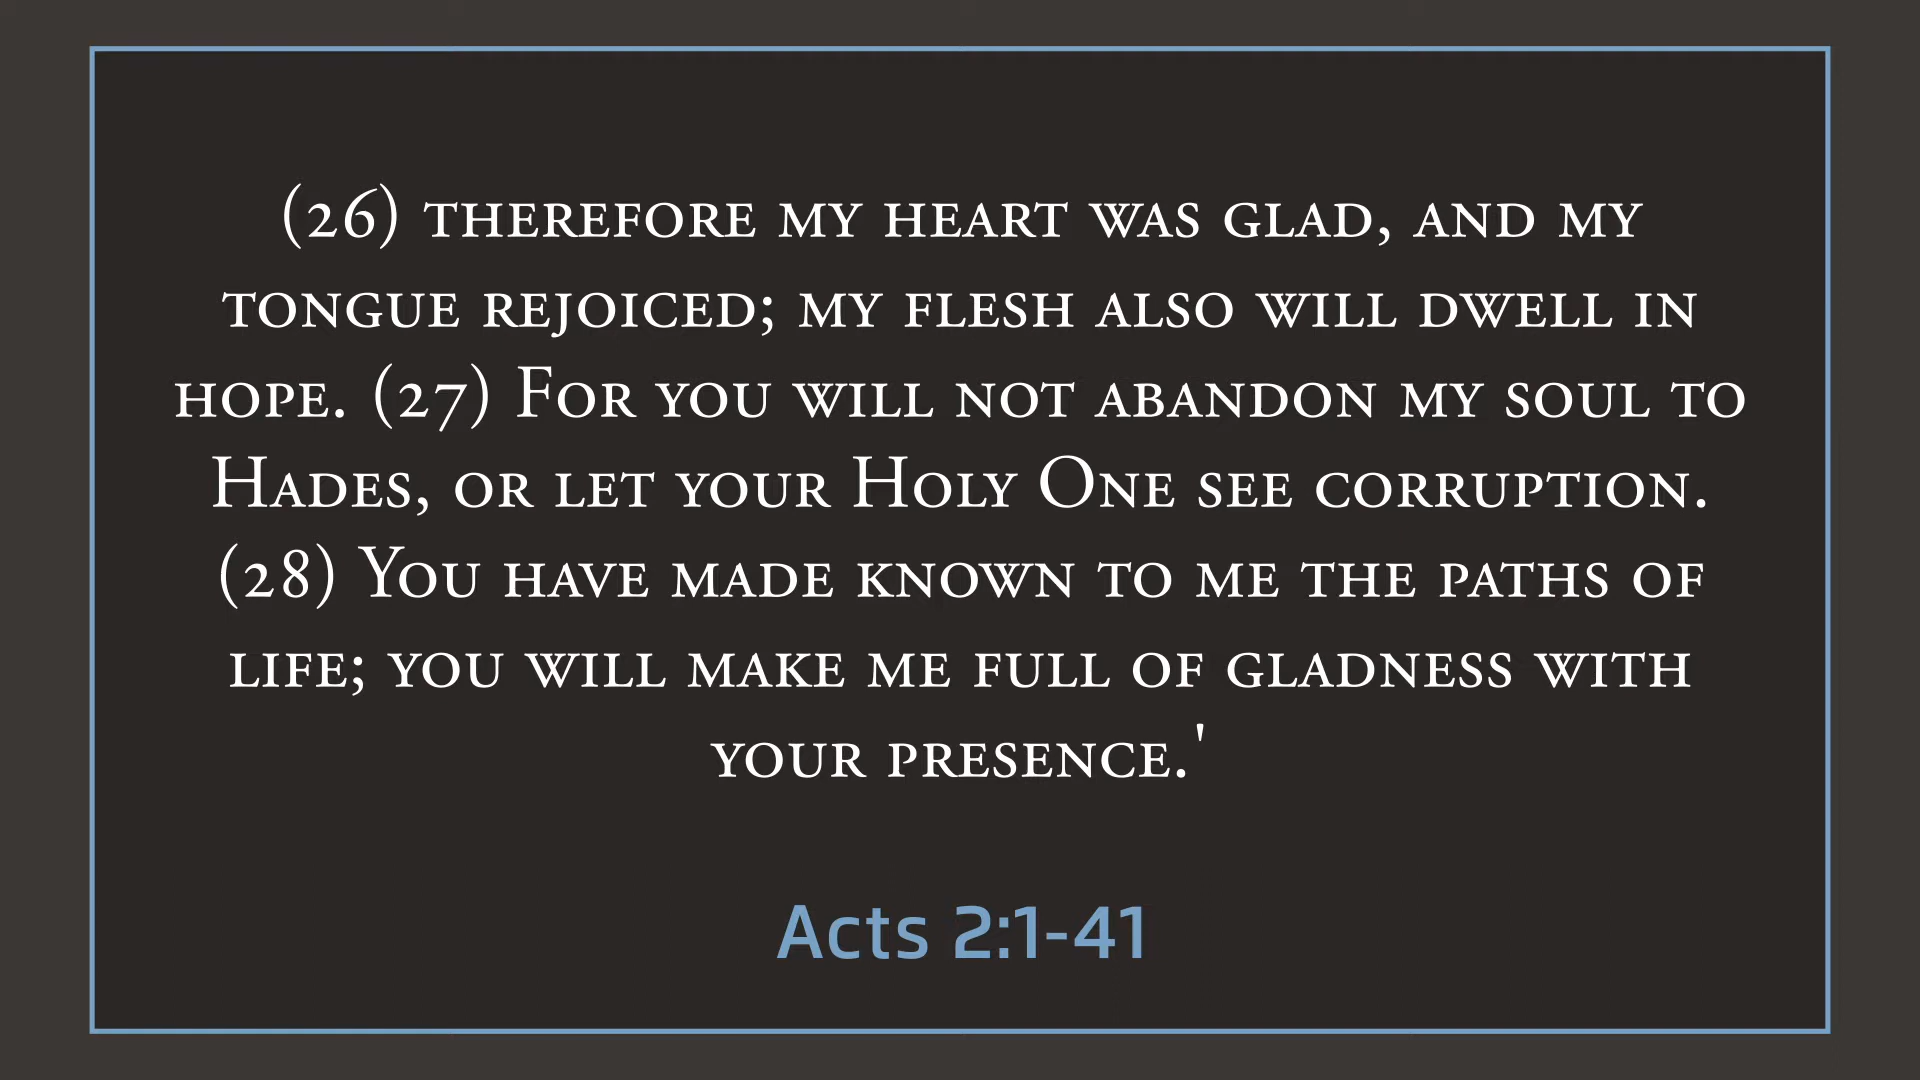 (26) therefore my heart was glad, and my
tongue rejoiced; my flesh also will dwell in
hope. (27) For you will not abandon my soul to
Hades, or let your Holy One see corruption.
(28) You have made known to me the paths of
life; you will make me full of gladness with
your presence.'
Acts 2:1-41